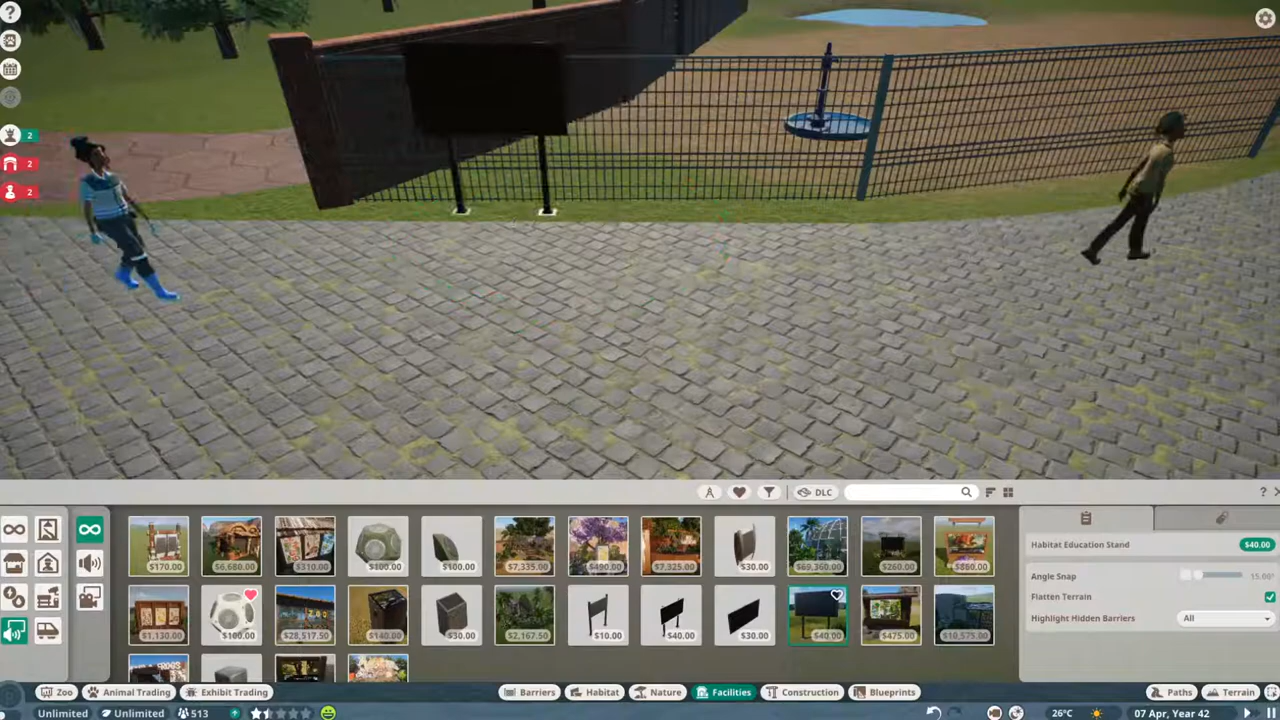 ?
2
2
2
DLC
?
$170.00
$6,680.00
$310.00
$100.00
$100.00
$7,335.00
$490.00
$7,325.00
$30.00
$69,360.00
$260.00
$860.00
$1,130.00
$100.00
$28,517.50
$140.00
$30.00
$2,167.50
$10.00
$40.00
$30.00
$40.00
$475.00
$10,575.00
Habitat Education Stand
$40.00
Angle Snap
15.00°
Flatten Terrain
Highlight Hidden Barriers
All
Zoo
Animal Trading
Exhibit Trading
Barriers
Habitat
Nature
Facilities
Construction
Blueprints
Paths
Terrain
Unlimited
Unlimited
513
26°C
07 Apr, Year 42